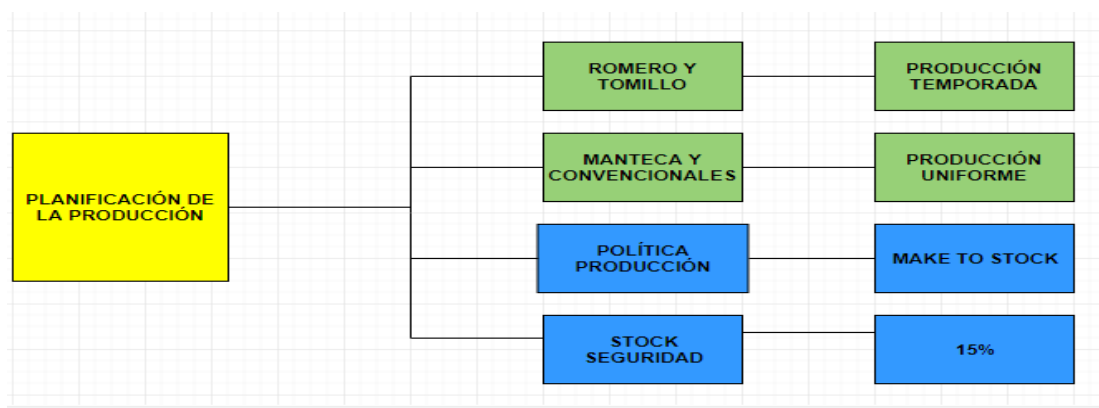 ROMERO Y
TOMILLO
PRODUCCIÓN
TEMPORADA
MANTECA Y
CONVENCIONALES
PRODUCCIÓN
UNIFORME
PLANIFICACIÓN DE
LA PRODUCCIÓN
POLÍTICA
PRODUCCIÓN
MAKE TO STOCK
STOCK
SEGURIDAD
15%